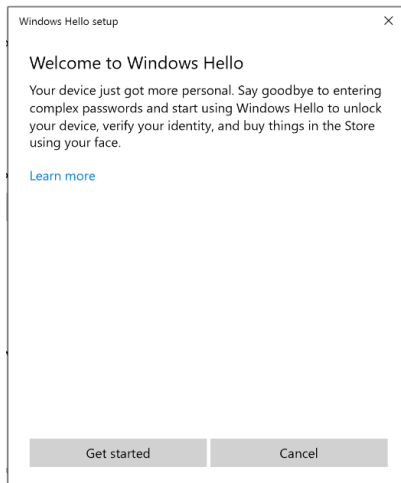 Windows Hello setup
Welcome to Windows Hello
Your device just got more personal. Say goodbye to entering
complex passwords and start using Windows Hello to unlock
your device, verify your identity, and buy things in the Store
using your face.
Learn more
Get started Cancel